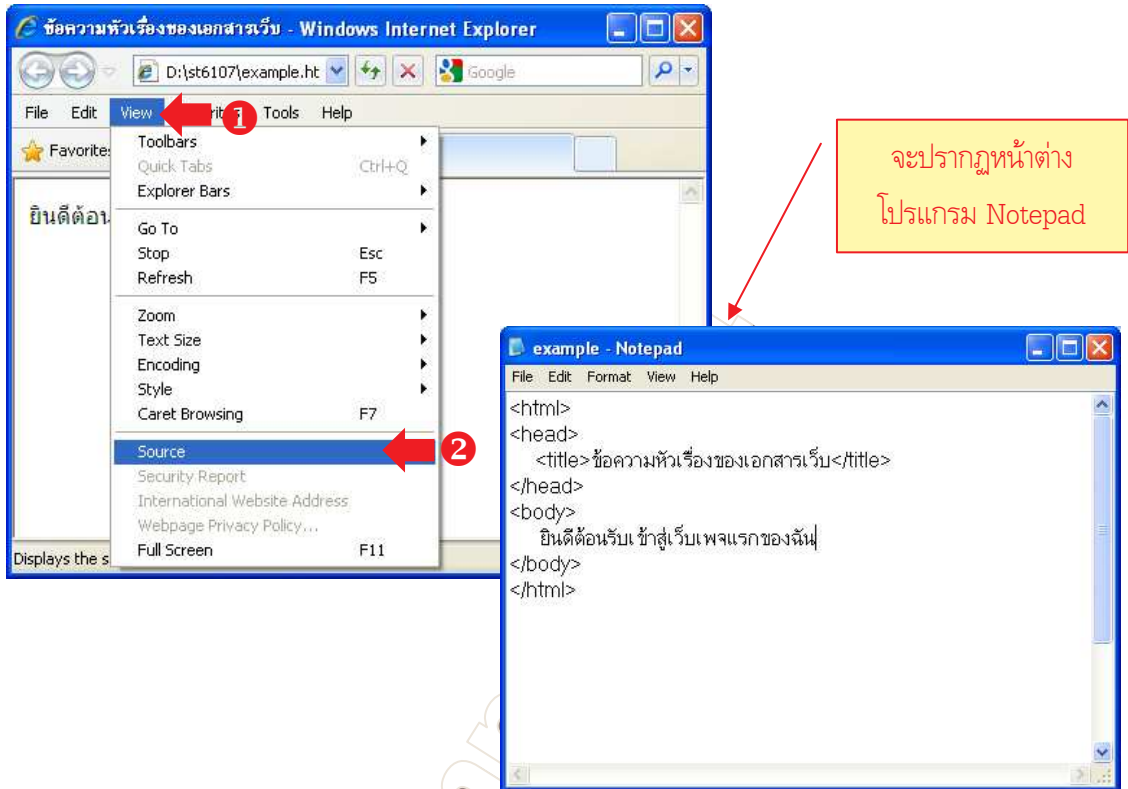 ข้อความหัวเรื่องของเอกสารเว็บ - Windows Internet Explorer
D:\st6107\example.ht
Google
File Edit View Tools Help
1
Favorite
Toolbars
Quick Tabs Ctrl+Q
Explorer Bars
Go To
Stop Esc
Refresh F5
Zoom
Text Size
Encoding
Style
Caret Browsing F7
Source
2
Security Report
International Website Address
Webpage Privacy Policy...
Full Screen F11
ยินดีต้อน
Displays the s
จะปรากฏหน้าต่าง
โปรแกรม Notepad
example - Notepad
File Edit Format View Help
<html>
<head>
<title>ข้อความหัวเรื่องของเอกสารเว็บ</title>
</head>
<body>
ยินดีต้อนรับเข้าสู่เว็บเพจแรกของฉัน
</body>
</html>